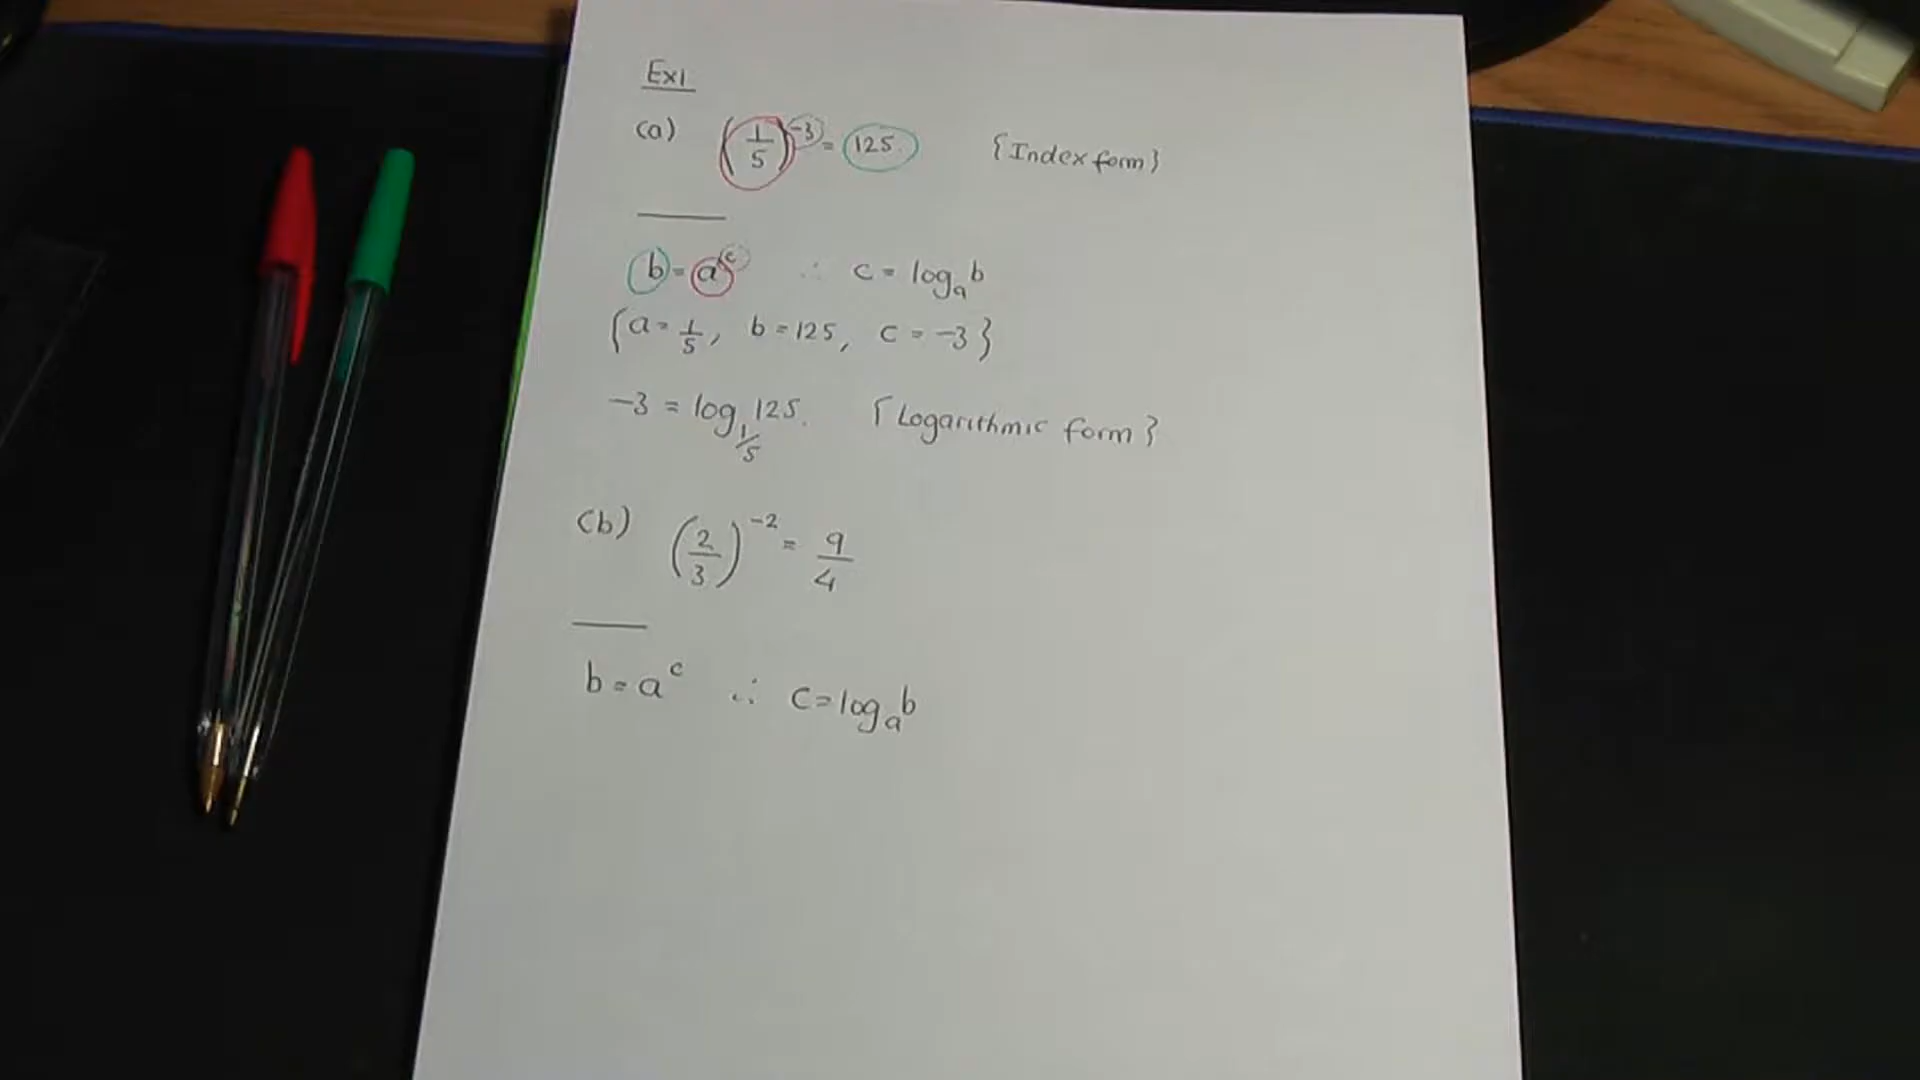 Ex1
(a) (1/5)^-3 = 125. {Index form}
b = a^c ∴ c = log_a b
{a = 1/5, b = 125, c = -3}
-3 = log_1/5 125. {Logarithmic form}
(b) (2/3)^-2 = 9/4
b = a^c ∴ c = log_a b